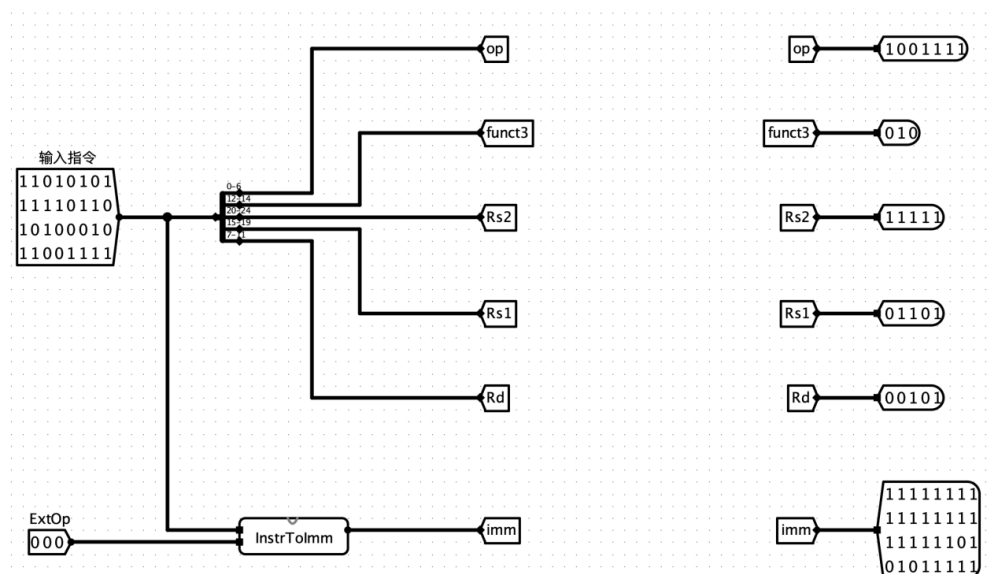 op
op
1001111
funct3
funct3
010
输入指令
11010101
11110110
10100010
11001111
0-6
12-14
20-24
15-19
7-11
Rs2
Rs2
11111
Rs1
Rs1
01101
Rd
Rd
00101
ExtOp
000
InstrToImm
imm
imm
11111111
11111111
11111101
01011111